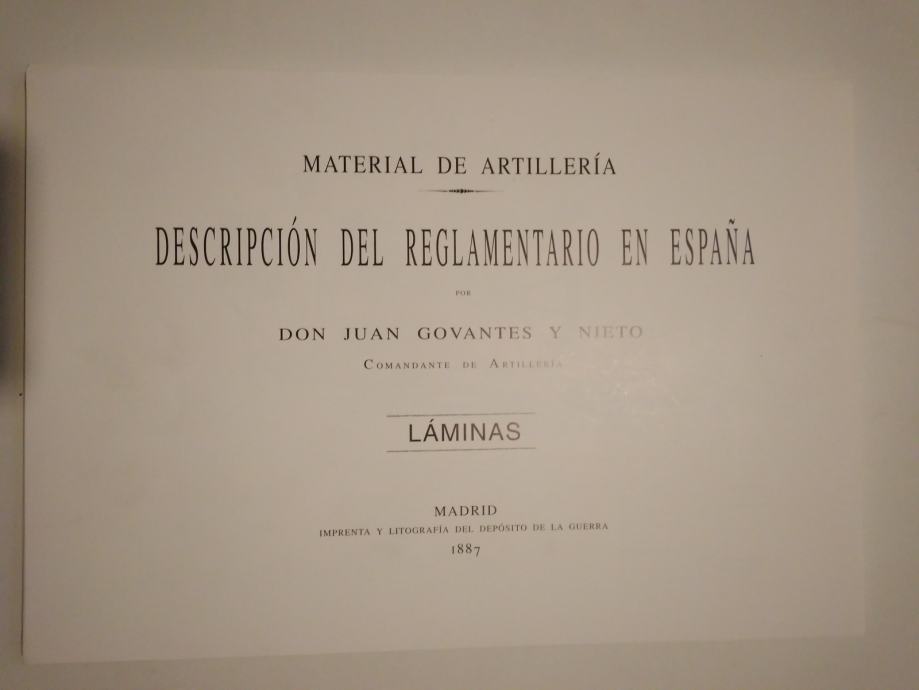 MATERIAL DE ARTILLERÍA
DESCRIPCIÓN DEL REGLAMENTARIO EN ESPAÑA
POR
DON JUAN GOVANTES Y NIETO
COMANDANTE DE ARTILLERÍA
LÁMINAS
MADRID
IMPRENTA Y LITOGRAFÍA DEL DEPÓSITO DE LA GUERRA
1887